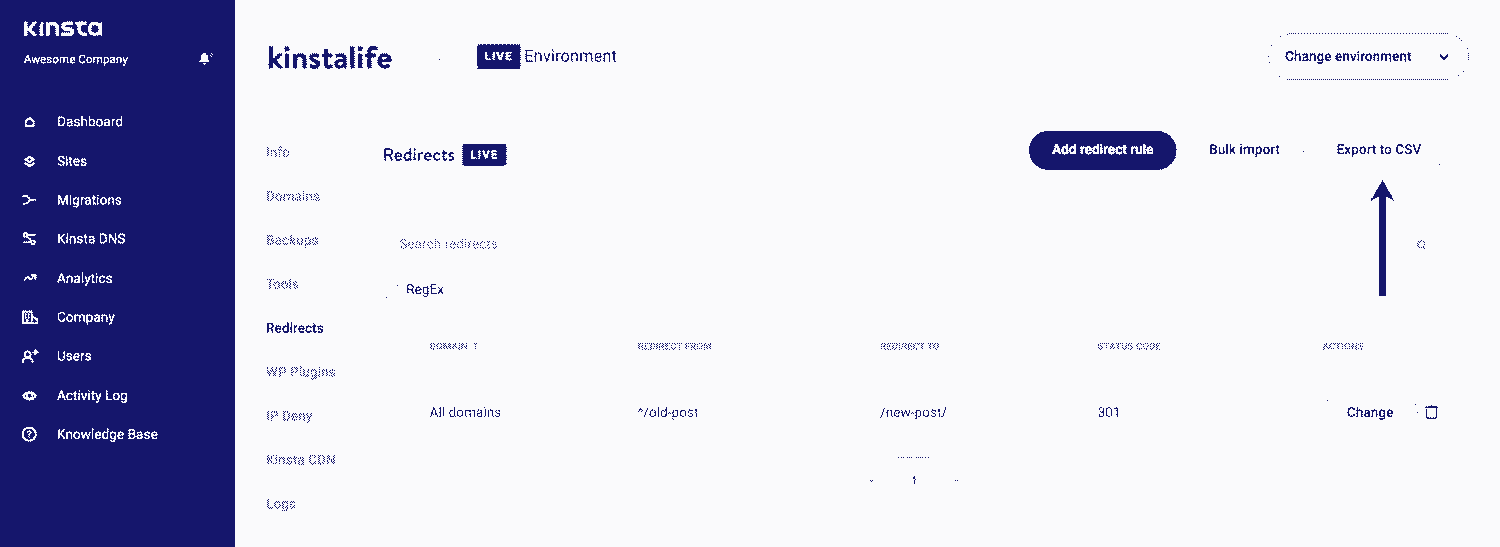 Kinsta
Awesome Company
Dashboard
Sites
Migrations
Kinsta DNS
Analytics
Company
Users
Activity Log
Knowledge Base
kinstalife
LIVE Environment
Change environment
Info
Domains
Backups
Tools
Redirects
WP Plugins
IP Deny
Kinsta CDN
Logs
Redirects LIVE
Add redirect rule Bulk import Export to CSV
Search redirects
RegEx
DOMAIN REDIRECT FROM REDIRECT TO STATUS CODE ACTIONS
All domains ^/old-post /new-post/ 301 Change
1